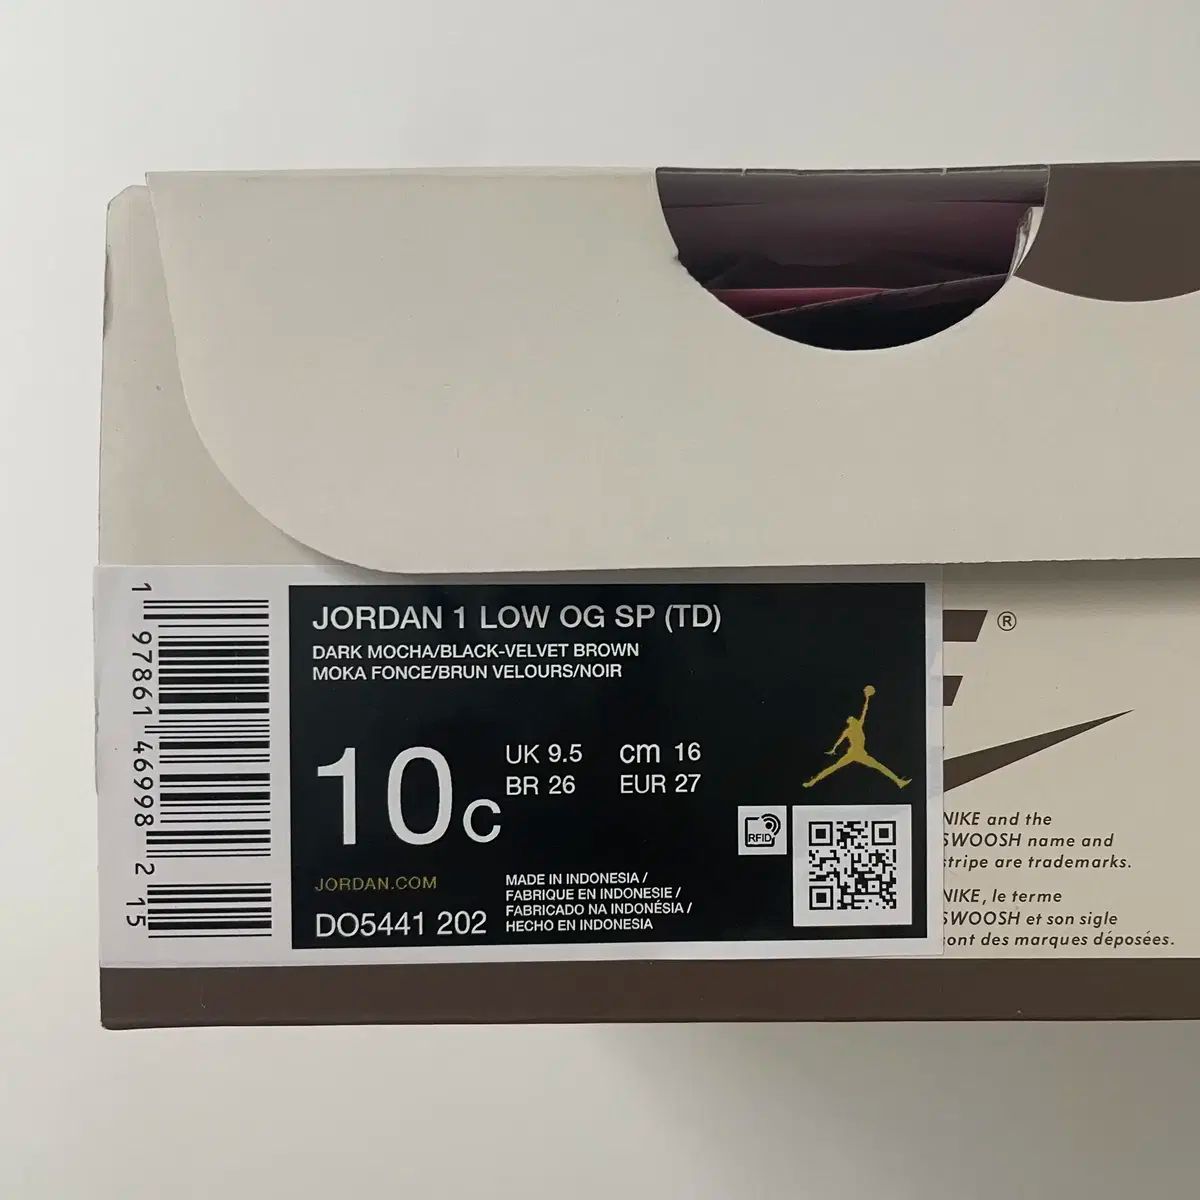 JORDAN 1 LOW OG SP (TD)
DARK MOCHA/BLACK-VELVET BROWN
MOKA FONCE/BRUN VELOURS/NOIR
10C
UK 9.5 cm 16
BR 26 EUR 27
RFID
JORDAN.COM
DO5441 202
MADE IN INDONESIA /
FABRIQUE EN INDONESIE /
FABRICADO NA INDONÉSIA /
HECHO EN INDONESIA
1 97861 46998 2 15
®
NIKE and the
SWOOSH name and
stripe are trademarks.
NIKE, le terme
SWOOSH et son sigle
sont des marques déposées.